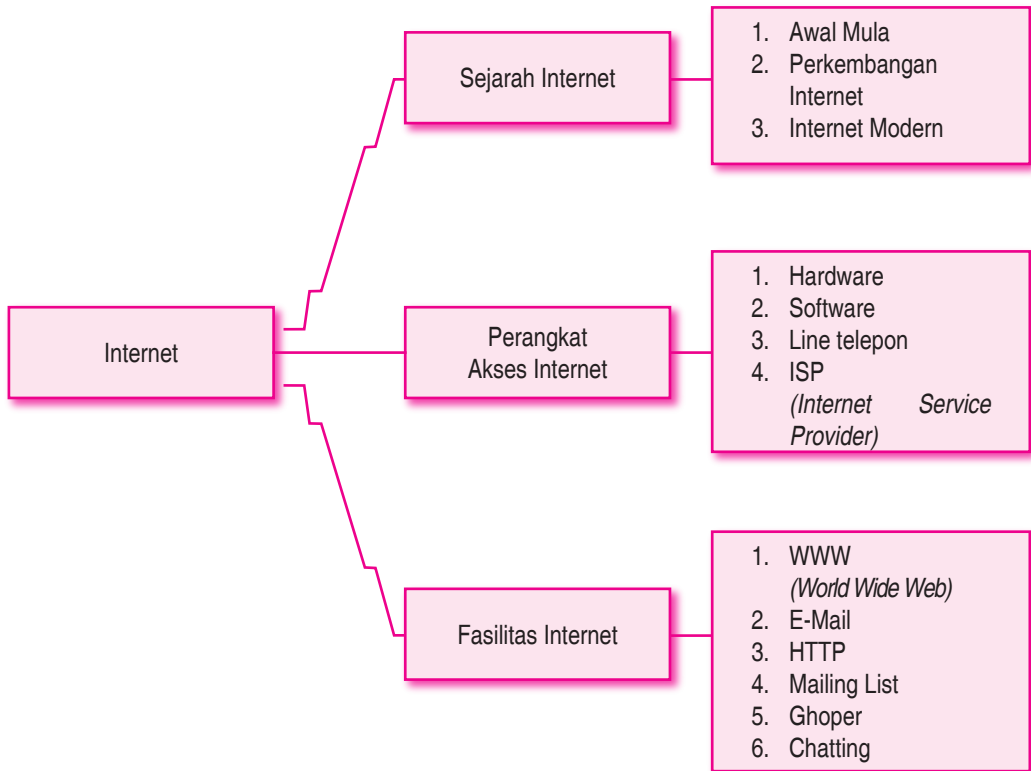 Internet
Sejarah Internet
1. Awal Mula
2. Perkembangan
Internet
3. Internet Modern
Perangkat
Akses Internet
1. Hardware
2. Software
3. Line telepon
4. ISP
(Internet Service
Provider)
Fasilitas Internet
1. WWW
(World Wide Web)
2. E-Mail
3. HTTP
4. Mailing List
5. Ghoper
6. Chatting